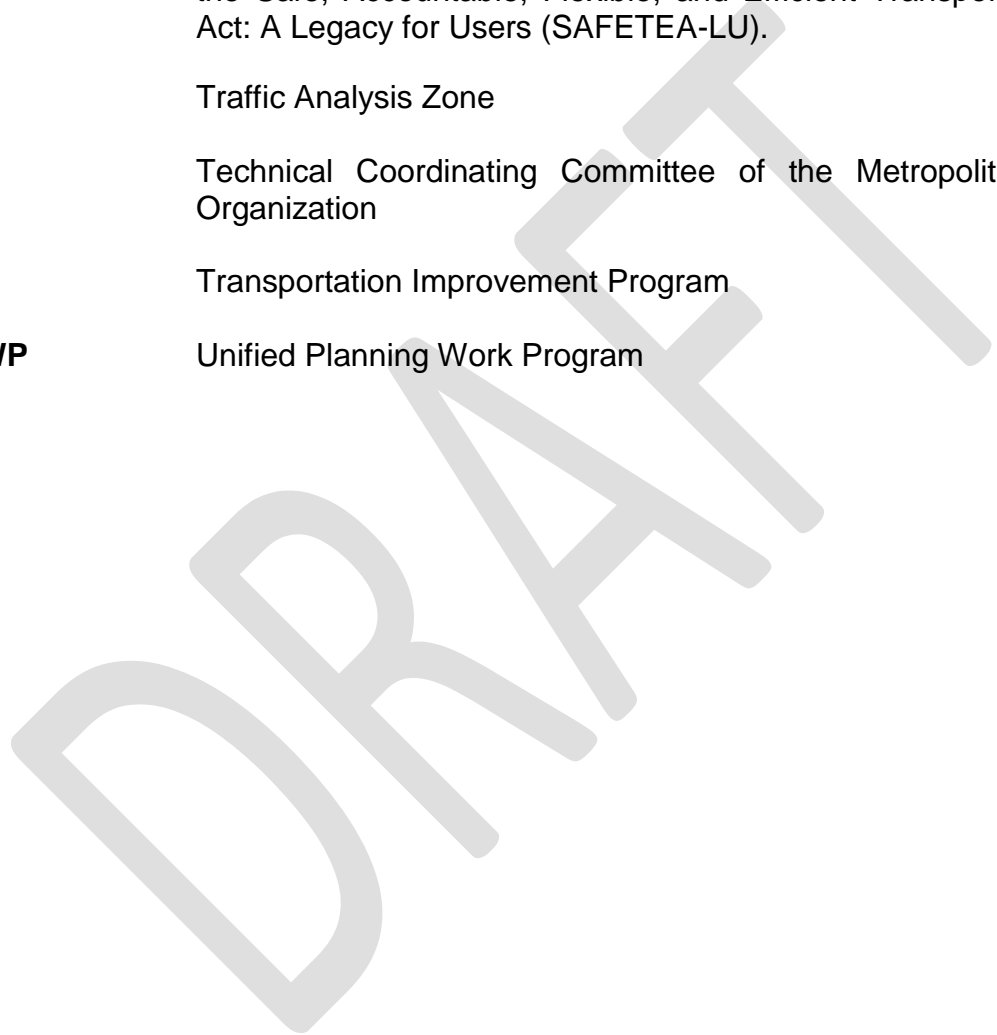 Act: A Legacy for Users (SAFETEA-LU).
Traffic Analysis Zone
Technical Coordinating Committee of the Metropolit
Organization
Transportation Improvement Program
WP Unified Planning Work Program
DRAFT